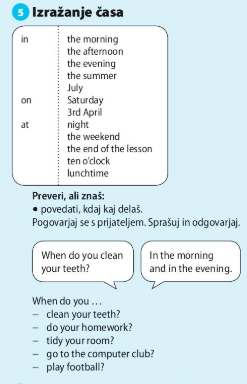 5 Izražanje časa
in the morning
the afternoon
the evening
the summer
July
on Saturday
3rd April
at night
the weekend
the end of the lesson
ten o'clock
lunchtime
Preveri, ali znaš:
• povedati, kdaj kaj delaš.
Pogovarjaj se s prijateljem. Sprašuj in odgovarjaj.
When do you clean
your teeth?
In the morning
and in the evening.
When do you ...
– clean your teeth?
– do your homework?
– tidy your room?
– go to the computer club?
– play football?